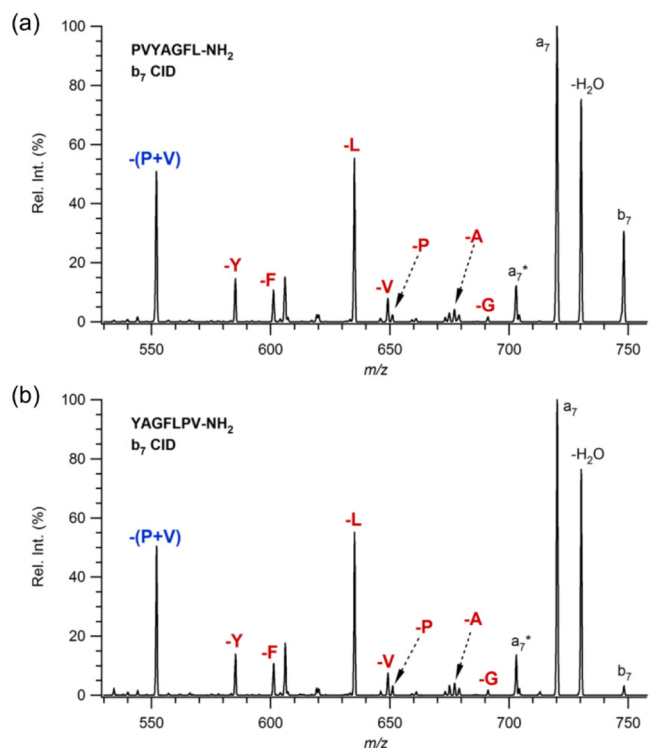 (a)
PVYAGFL-NH₂
b₇ CID
a₇
-H₂O
b₇
-(P+V)
-L
-Y
-F
-V
-P
-A
-G
a₇*
Rel. Int. (%)
100
80
60
40
20
0
550
600
650
700
750
m/z
(b)
YAGFLPV-NH₂
b₇ CID
a₇
-H₂O
b₇
-(P+V)
-L
-Y
-F
-V
-P
-A
-G
a₇*
Rel. Int. (%)
100
80
60
40
20
0
550
600
650
700
750
m/z